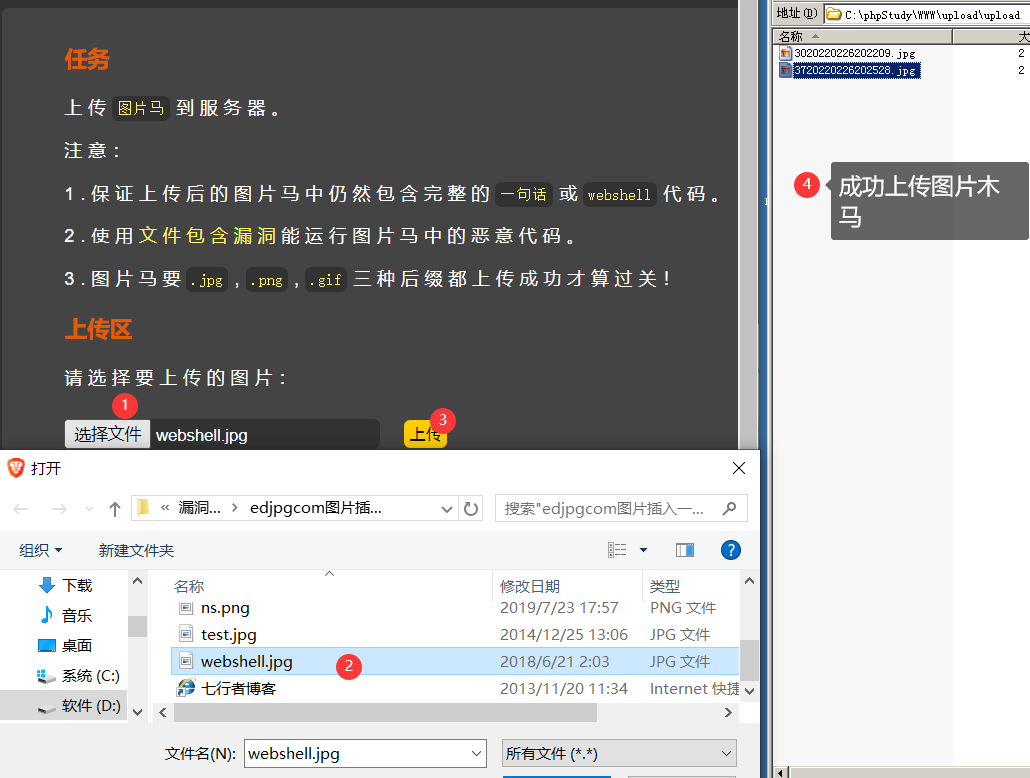 任务
上传 图片马 到服务器。
注意：
1.保证上传后的图片马中仍然包含完整的 一句话 或 webshell 代码。
2.使用文件包含漏洞能运行图片马中的恶意代码。
3.图片马要 .jpg , .png , .gif 三种后缀都上传成功才算过关！
上传区
请选择要上传的图片：
1
选择文件 webshell.jpg
上传
3
打开
« 漏洞... › edjpgcom图片插...
搜索"edjpgcom图片插入一...
组织
新建文件夹
下载
音乐
桌面
系统 (C:)
软件 (D:)
名称 修改日期 类型
ns.png 2019/7/23 17:57 PNG 文件
test.jpg 2014/12/25 13:06 JPG 文件
webshell.jpg 2 2018/6/21 2:03 JPG 文件
七行者博客 2013/11/20 11:34 Internet 快捷
文件名(N): webshell.jpg
所有文件 (*.*)
地址(D) C:\phpStudy\WWW\upload\upload
名称 大
3020220226202209.jpg 2
3720220226202528.jpg 2
4
成功上传图片木
马